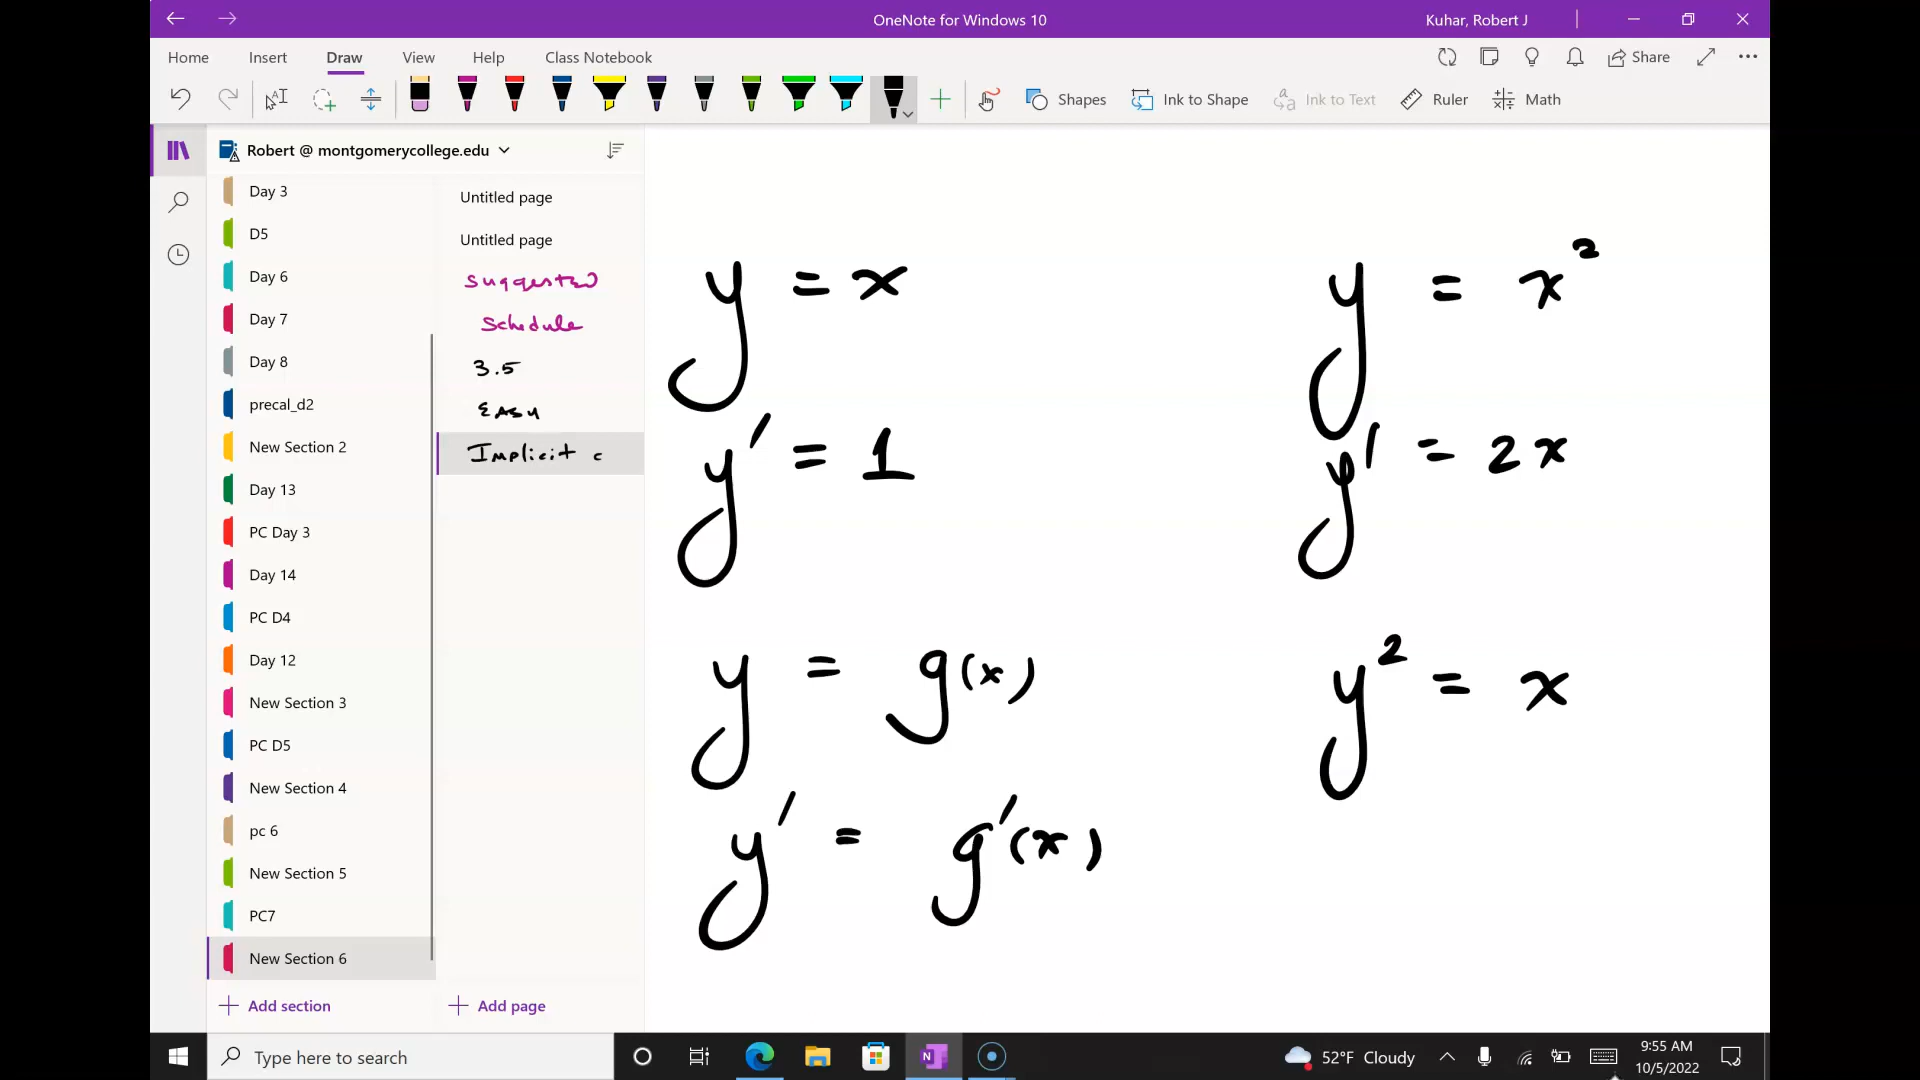 OneNote for Windows 10
Kuhar, Robert J
Home Insert Draw View Help Class Notebook
Share
Shapes Ink to Shape Ink to Text Ruler Math
Robert @ montgomerycollege.edu
Day 3
D5
Day 6
Day 7
Day 8
precal_d2
New Section 2
Day 13
PC Day 3
Day 14
PC D4
Day 12
New Section 3
PC D5
New Section 4
pc 6
New Section 5
PC7
New Section 6
Add section
Untitled page
Untitled page
suggested
schedule
3.5
EASY
Implicit c
Add page
y = x
y' = 1
y = g(x)
y' = g'(x)
y = x²
y' = 2x
y² = x
Type here to search
52°F Cloudy
9:55 AM
10/5/2022